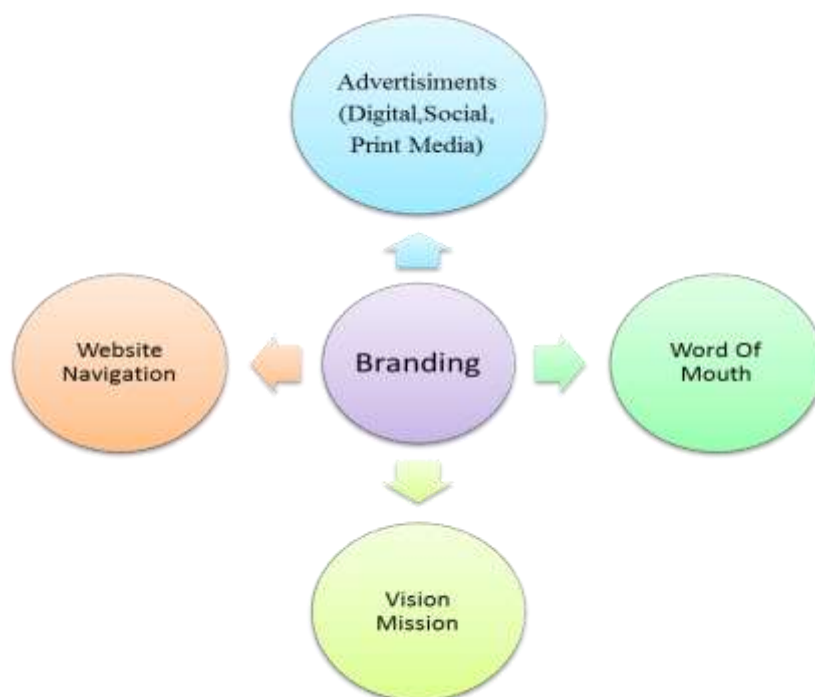 Advertisiments
(Digital,Social,
Print Media)
Website
Navigation
Branding
Word Of
Mouth
Vision
Mission